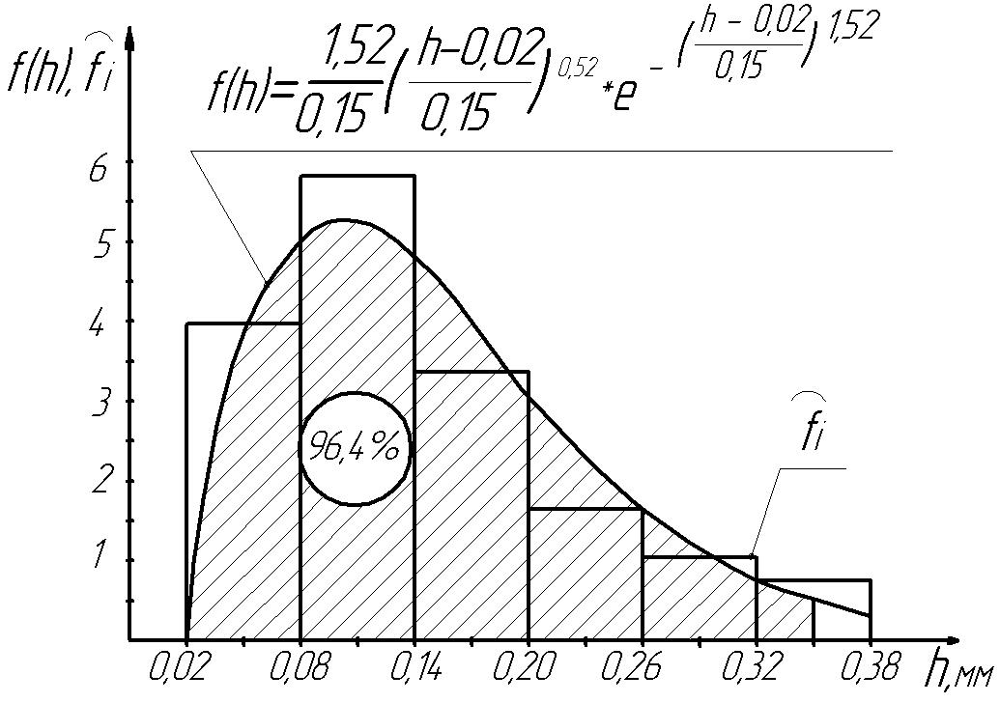 f(h), f̂i
f(h)=1,52/0,15((h-0,02)/0,15)^0,52*e^-((h-0,02)/0,15)^1,52
6
5
4
3
2
1
96,4%
f̂i
0,02 0,08 0,14 0,20 0,26 0,32 0,38 h,мм